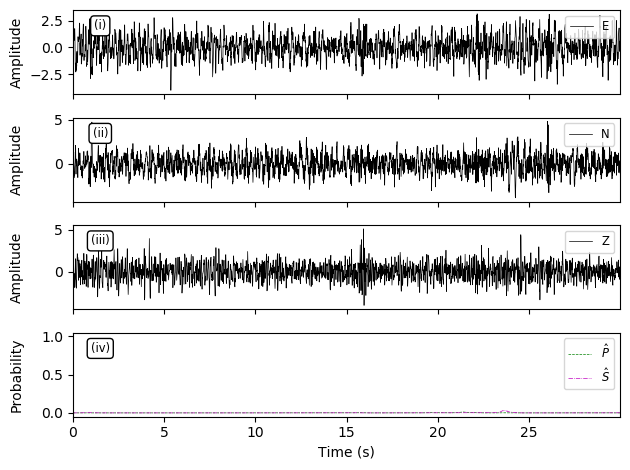 2.5
0.0
−2.5
Amplitude
(i)
E
5
0
Amplitude
(ii)
N
5
0
Amplitude
(iii)
Z
1.0
0.5
0.0
Probability
(iv)
P̂
Ŝ
0
5
10
15
20
25
Time (s)